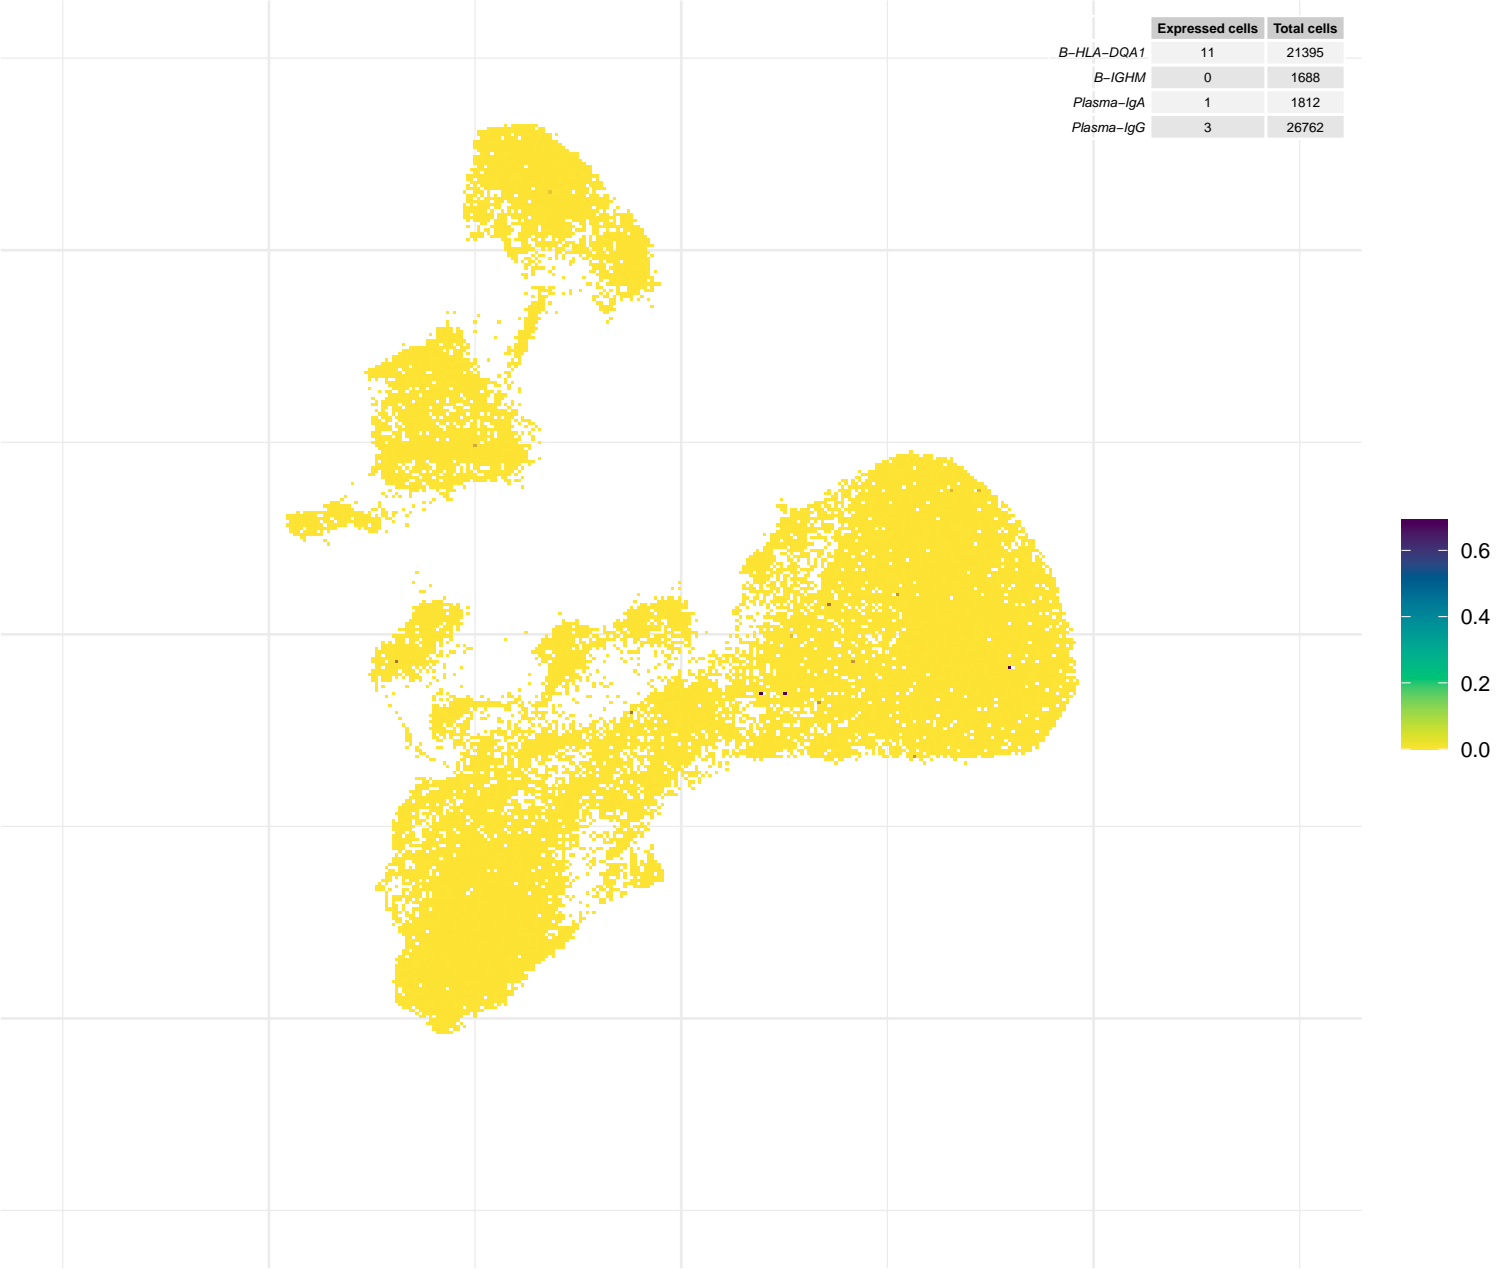 Expressed cells Total cells
B−HLA−DQA1 11 21395
B−IGHM 0 1688
Plasma−IgA 1 1812
Plasma−IgG 3 26762
0.6
0.4
0.2
0.0